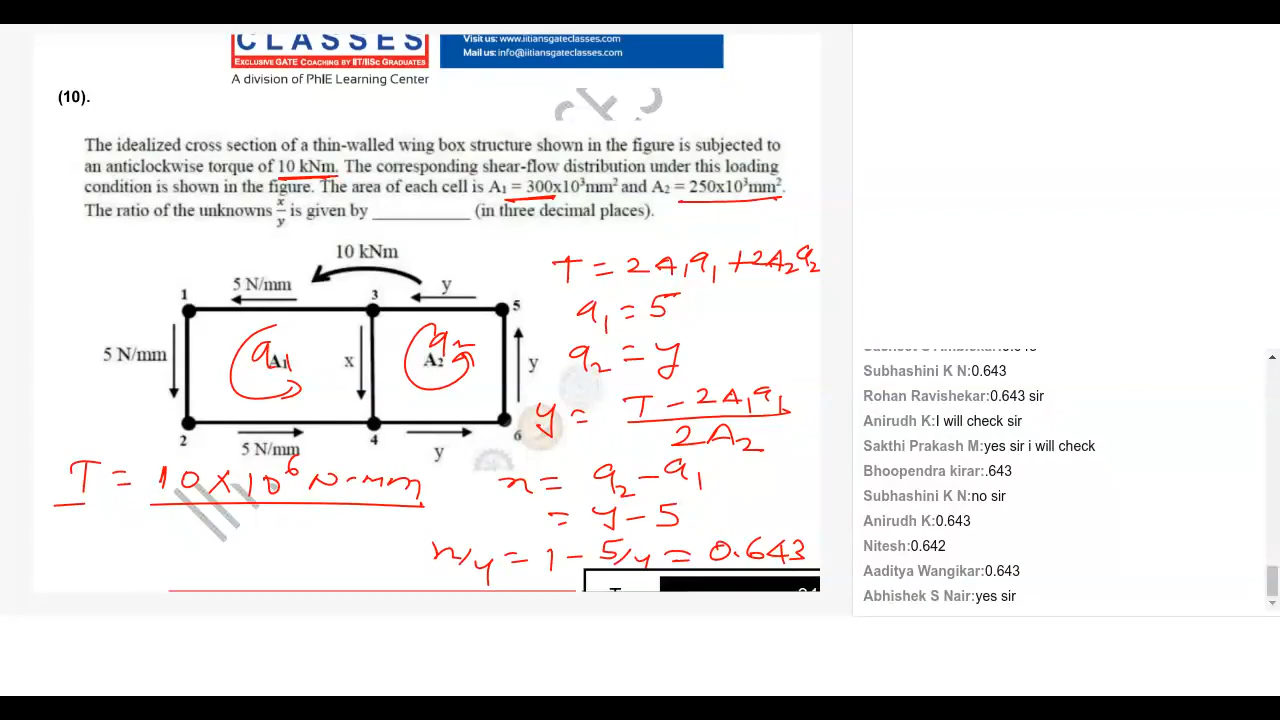 CLASSES
EXCLUSIVE GATE COACHING BY IIT/IISc GRADUATES
A division of PhIE Learning Center
Visit us: www.iitiansgateclasses.com
Mail us: info@iitiansgateclasses.com
(10).
The idealized cross section of a thin-walled wing box structure shown in the figure is subjected to
an anticlockwise torque of 10 kNm. The corresponding shear-flow distribution under this loading
condition is shown in the figure. The area of each cell is A₁ = 300x10³mm² and A₂ = 250x10³mm².
The ratio of the unknowns x/y is given by ________ (in three decimal places).
10 kNm
5 N/mm
y
1
3
5
5 N/mm
q₁
A₁
x
q₂
A₂
y
2
4
6
5 N/mm
y
T = 10 × 10⁶ N-mm
T = 2A₁q₁ + 2A₂q₂
q₁ = 5
q₂ = y
y = T - 2A₁q₁ / 2A₂
x = q₂ - q₁
= y - 5
x/y = 1 - 5/y = 0.643
Subhashini K N:0.643
Rohan Ravishekar:0.643 sir
Anirudh K:I will check sir
Sakthi Prakash M:yes sir i will check
Bhoopendra kirar:.643
Subhashini K N:no sir
Anirudh K:0.643
Nitesh:0.642
Aaditya Wangikar:0.643
Abhishek S Nair:yes sir